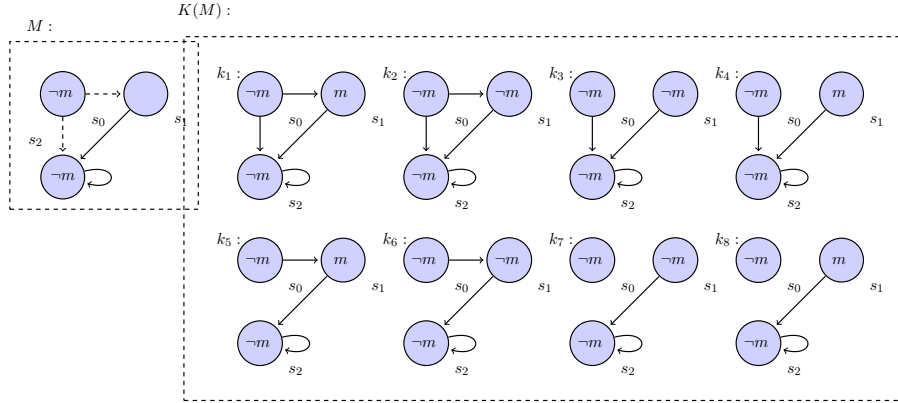 K(M) :
M :
k₁ : k₂ : k₃ : k₄ :
¬m ¬m m ¬m ¬m ¬m ¬m ¬m m
s₀ s₁ s₀ s₁ s₀ s₁ s₀ s₁ s₀ s₁
s₂
¬m ¬m ¬m ¬m ¬m
s₂ s₂ s₂ s₂
k₅ : k₆ : k₇ : k₈ :
¬m m ¬m ¬m ¬m ¬m ¬m m
s₀ s₁ s₀ s₁ s₀ s₁ s₀ s₁
¬m ¬m ¬m ¬m
s₂ s₂ s₂ s₂